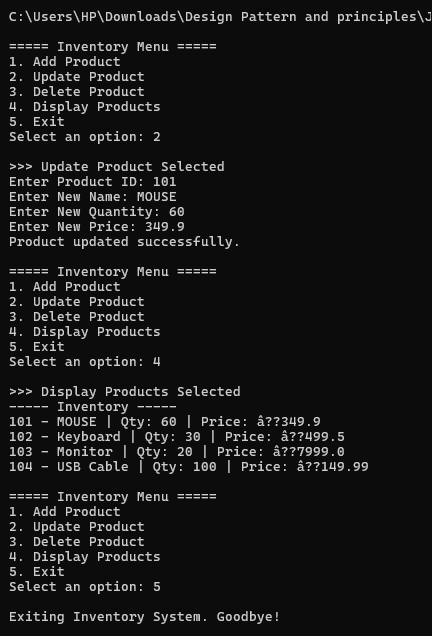 C:\Users\HP\Downloads\Design Pattern and principles\J
===== Inventory Menu =====
1. Add Product
2. Update Product
3. Delete Product
4. Display Products
5. Exit
Select an option: 2
>>> Update Product Selected
Enter Product ID: 101
Enter New Name: MOUSE
Enter New Quantity: 60
Enter New Price: 349.9
Product updated successfully.
===== Inventory Menu =====
1. Add Product
2. Update Product
3. Delete Product
4. Display Products
5. Exit
Select an option: 4
>>> Display Products Selected
----- Inventory -----
101 - MOUSE | Qty: 60 | Price: â??349.9
102 - Keyboard | Qty: 30 | Price: â??499.5
103 - Monitor | Qty: 20 | Price: â??7999.0
104 - USB Cable | Qty: 100 | Price: â??149.99
===== Inventory Menu =====
1. Add Product
2. Update Product
3. Delete Product
4. Display Products
5. Exit
Select an option: 5
Exiting Inventory System. Goodbye!